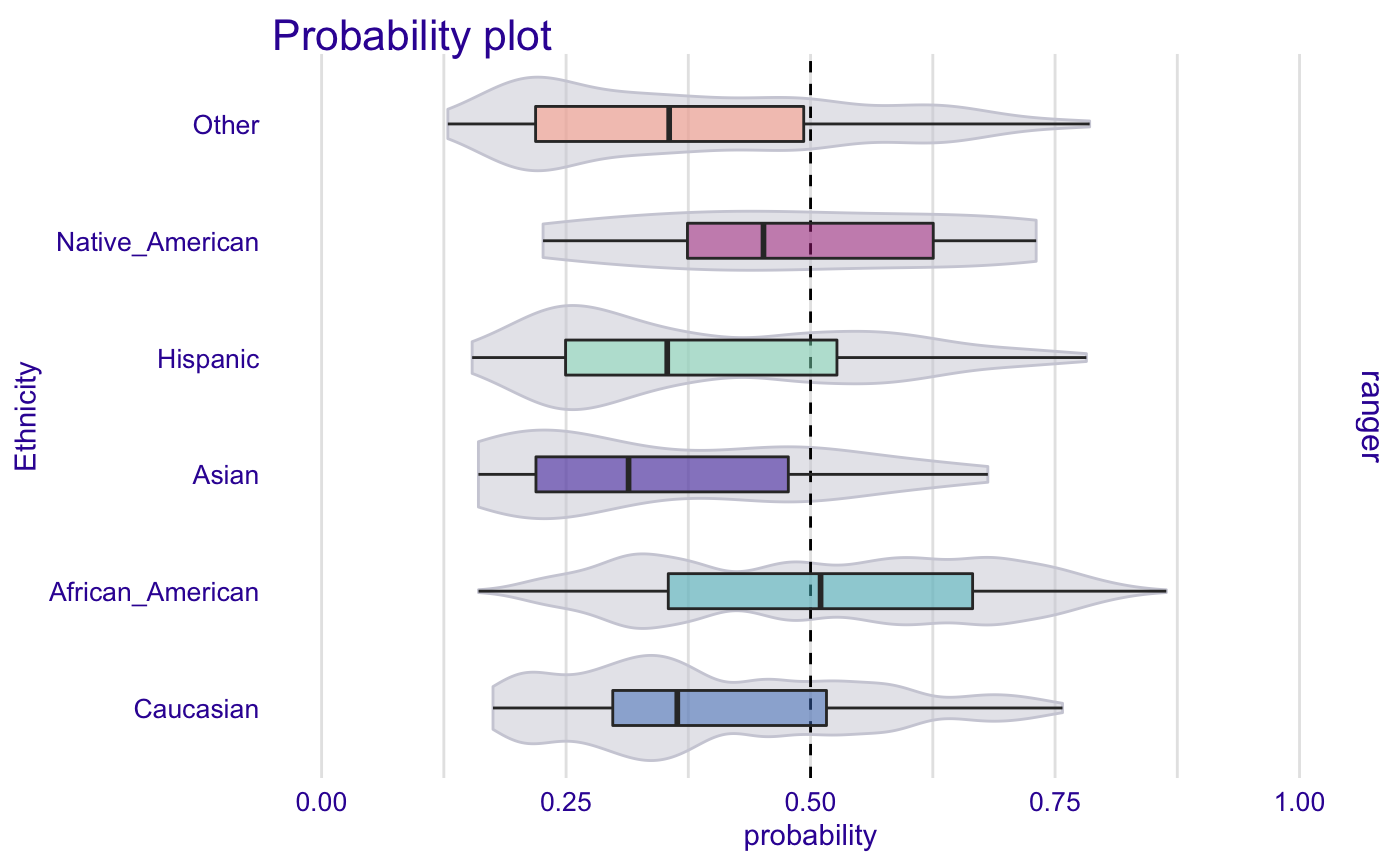 Probability plot
Other
Native_American
Hispanic
Asian
African_American
Caucasian
Ethnicity
ranger
0.00 0.25 0.50 0.75 1.00
probability